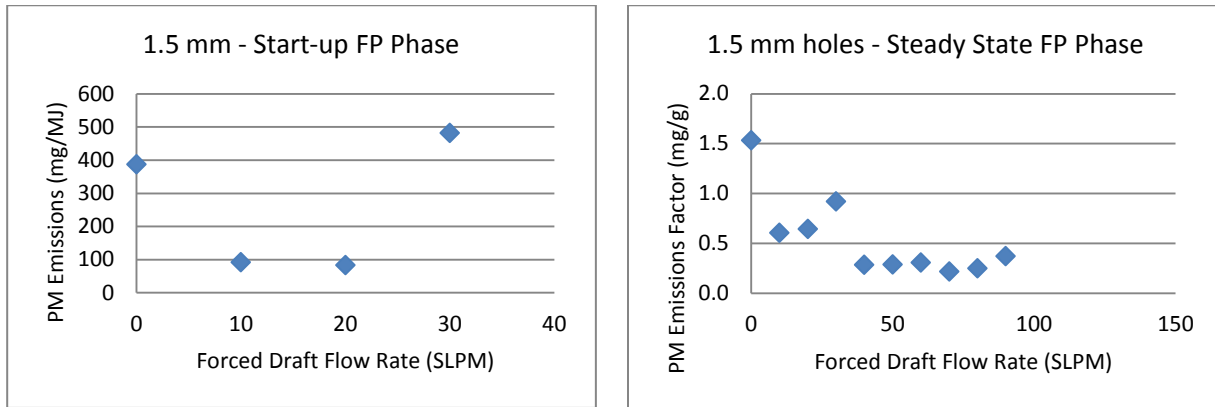 1.5 mm - Start-up FP Phase
PM Emissions (mg/MJ)
600
500
400
300
200
100
0
0 10 20 30 40
Forced Draft Flow Rate (SLPM)
1.5 mm holes - Steady State FP Phase
PM Emissions Factor (mg/g)
2.0
1.5
1.0
0.5
0.0
0 50 100 150
Forced Draft Flow Rate (SLPM)